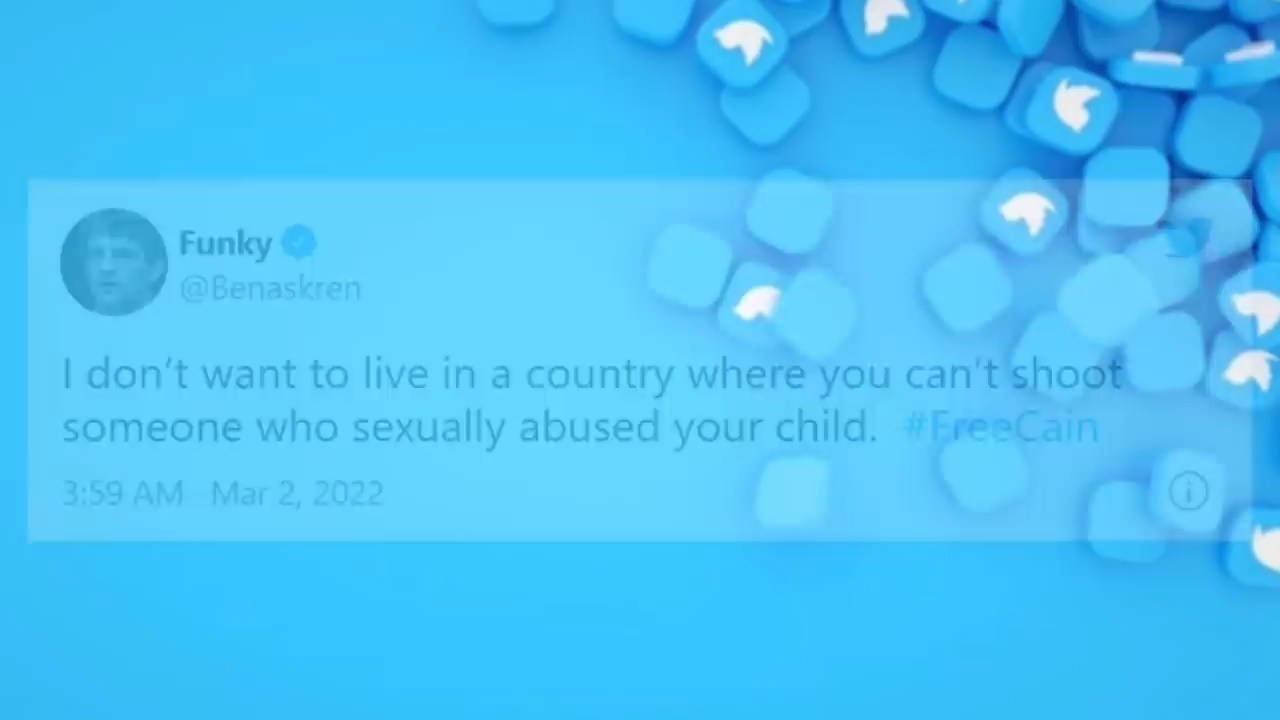 Funky
@Benaskren
I don't want to live in a country where you can't shoot
someone who sexually abused your child. #FreeCain
3:59 AM · Mar 2, 2022